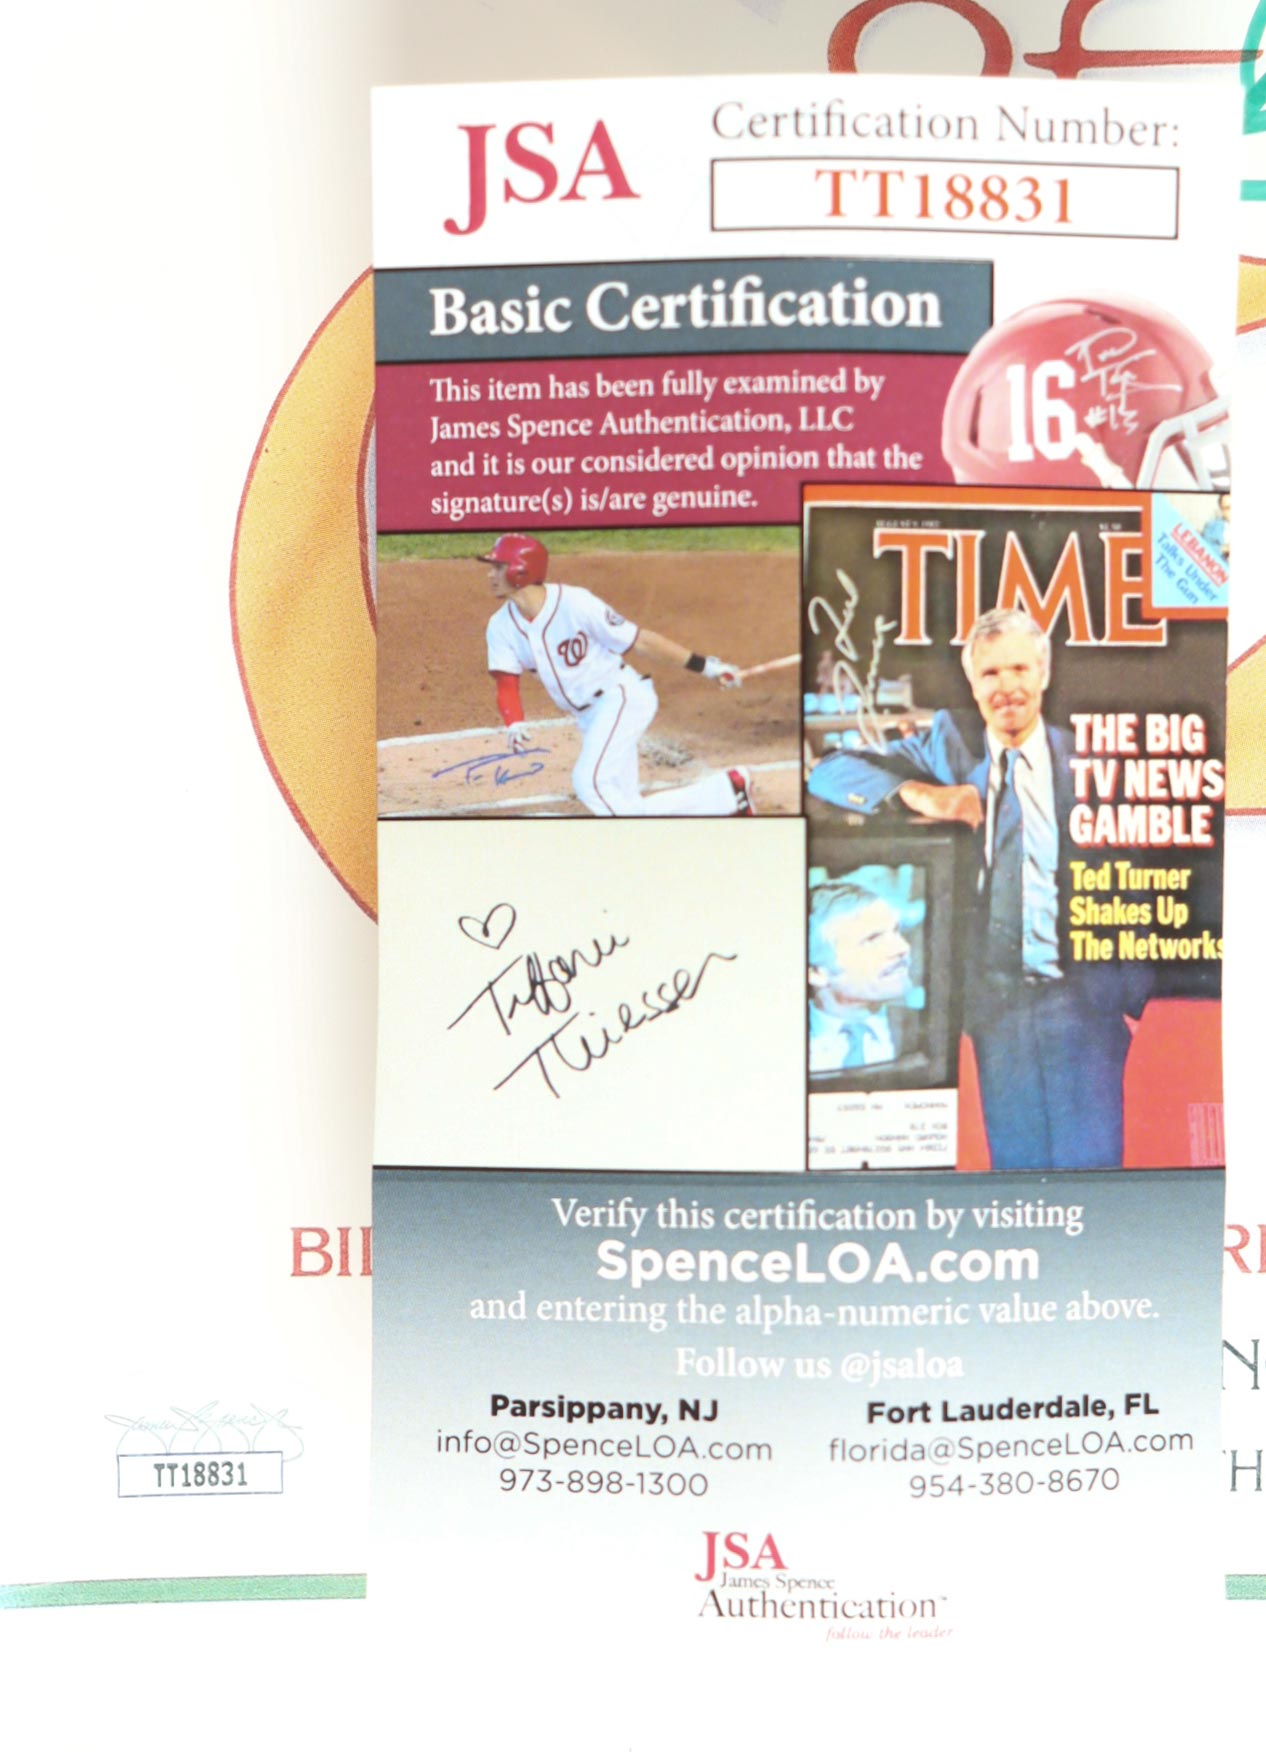 of
JSA
Certification Number:
TT18831
Basic Certification
This item has been fully examined by
James Spence Authentication, LLC
and it is our considered opinion that the
signature(s) is/are genuine.
16
#13
TIME
LEBANON
Talks Under
The Gun
W
THE BIG
TV NEWS
GAMBLE
Ted Turner
Shakes Up
The Networks
Tiffani
Thiessen
Verify this certification by visiting
SpenceLOA.com
and entering the alpha-numeric value above.
Follow us @jsaloa
Parsippany, NJ
info@SpenceLOA.com
973-898-1300
Fort Lauderdale, FL
florida@SpenceLOA.com
954-380-8670
BI
TT18831
JSA
James Spence
Authentication™
follow the leader